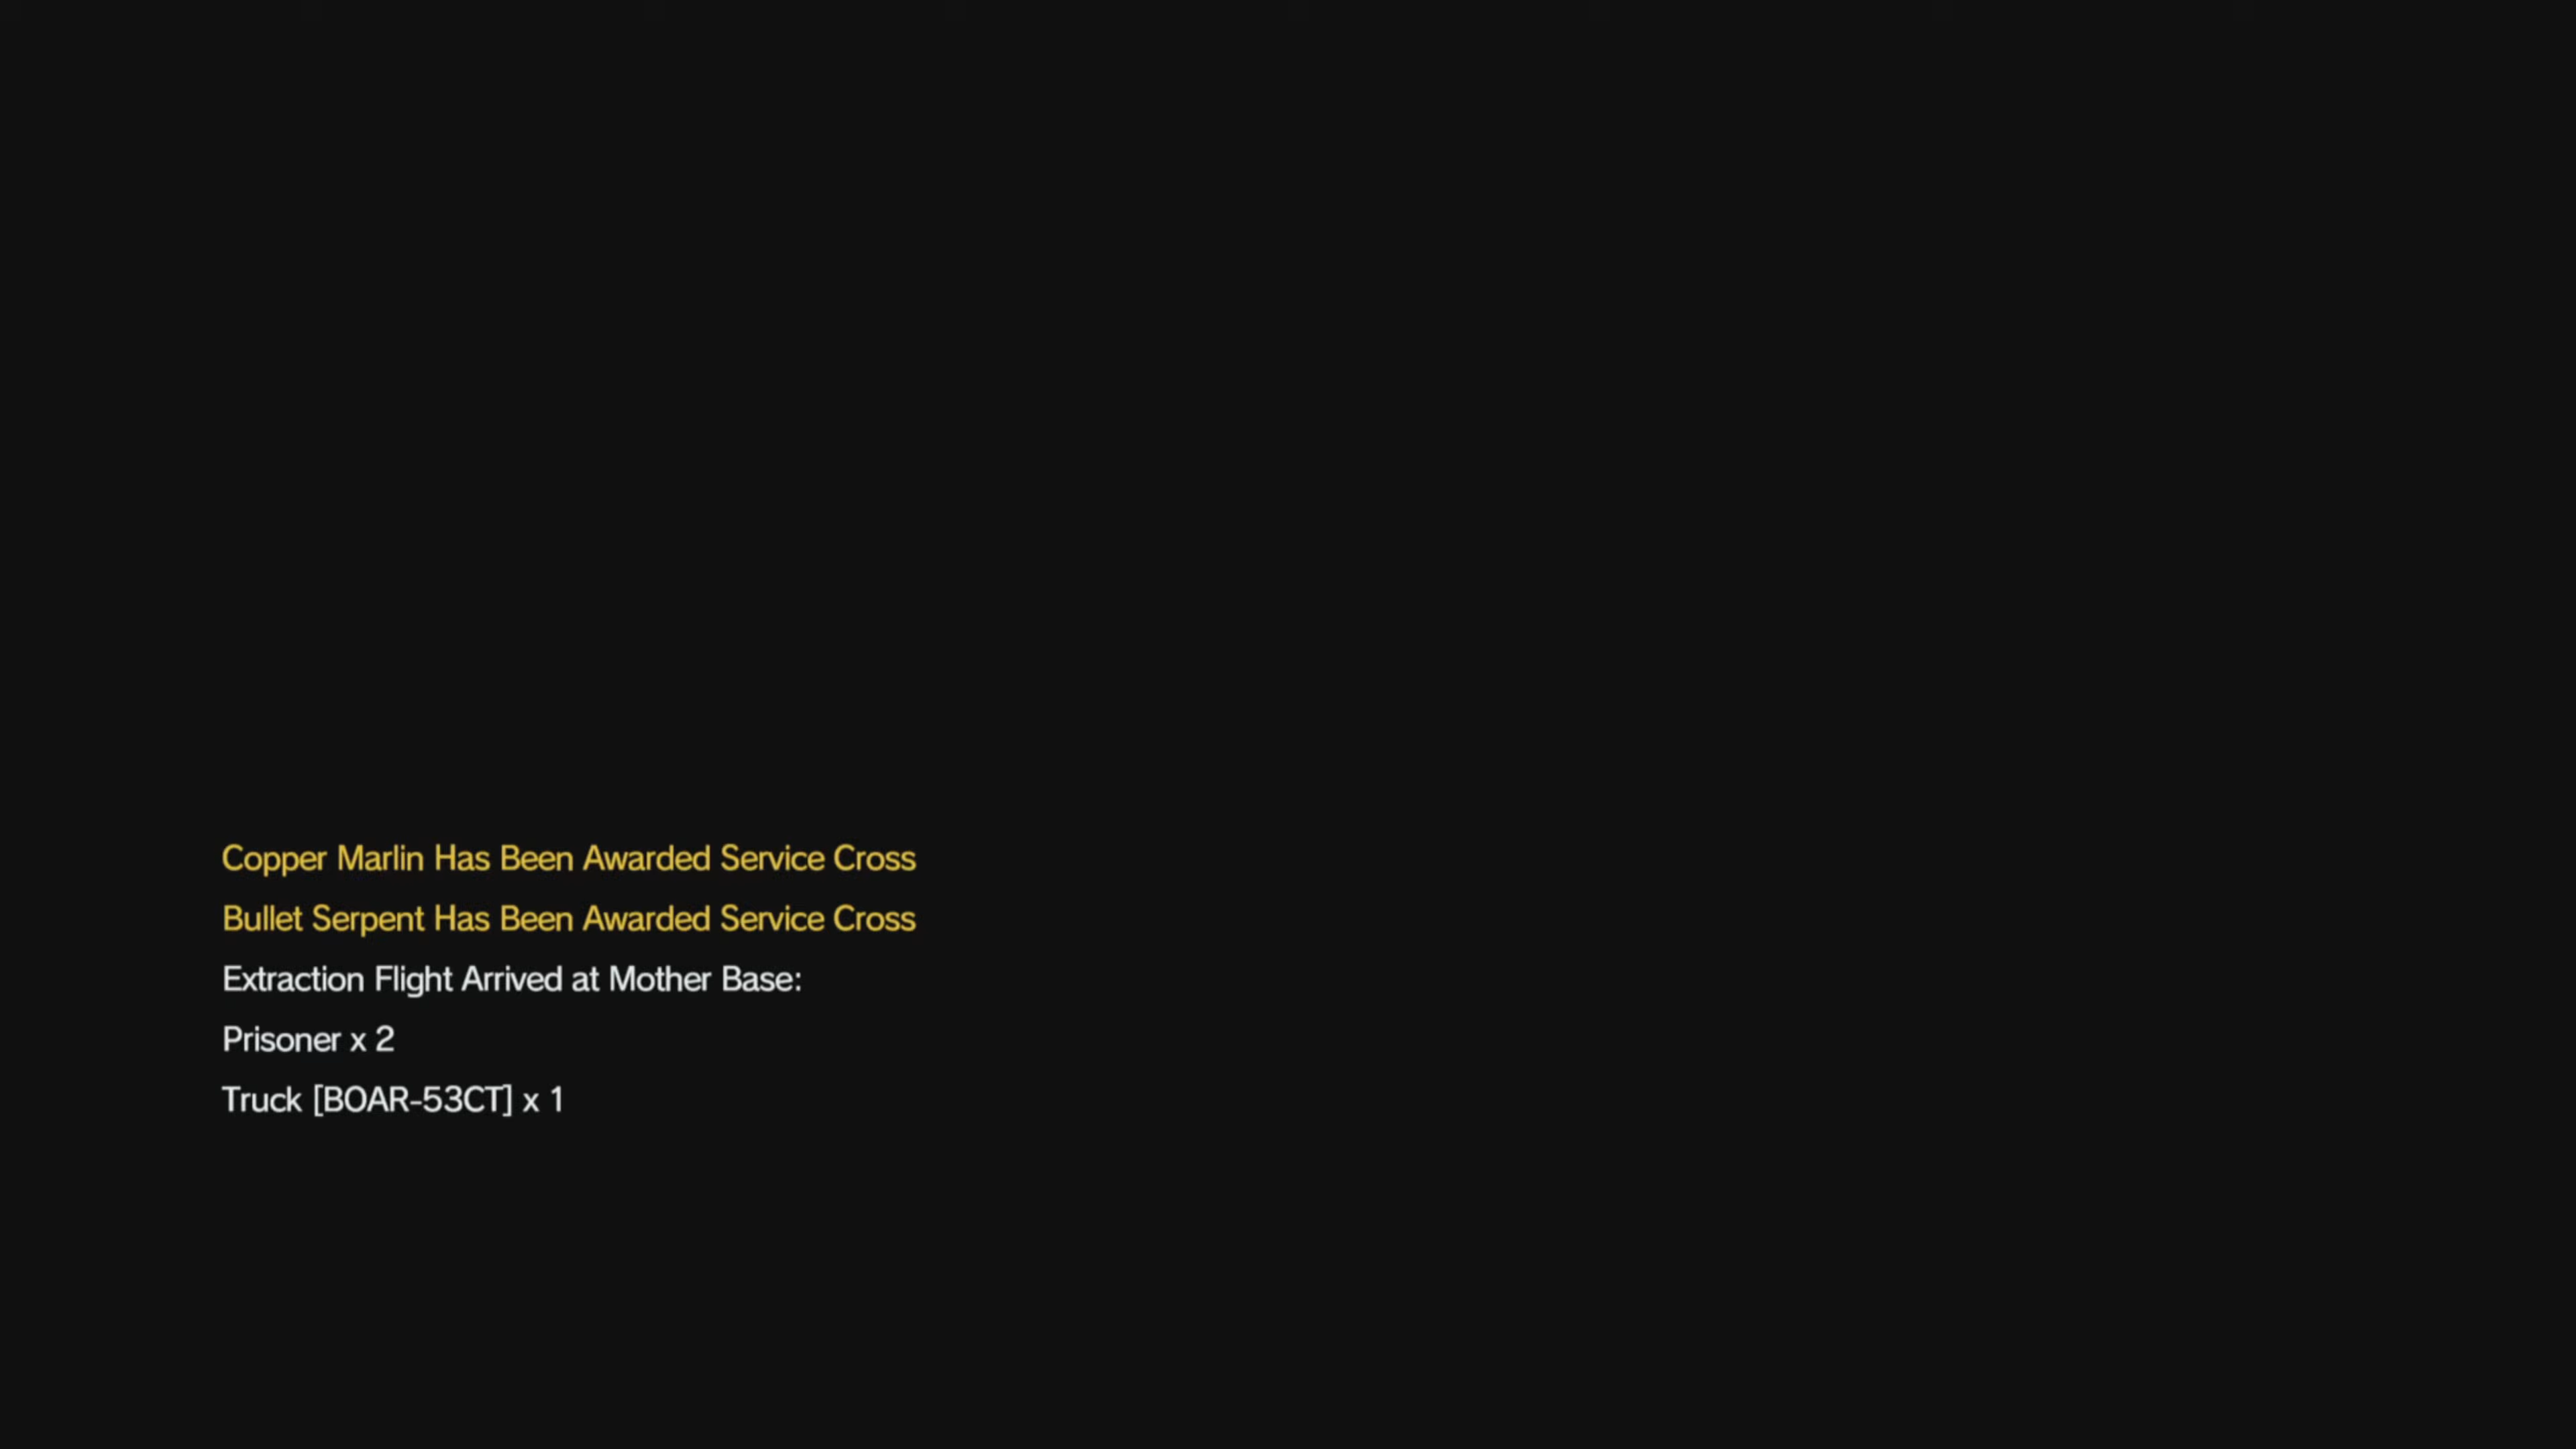 Copper Marlin Has Been Awarded Service Cross
Bullet Serpent Has Been Awarded Service Cross
Extraction Flight Arrived at Mother Base:
Prisoner x 2
Truck [BOAR-53CT] x 1